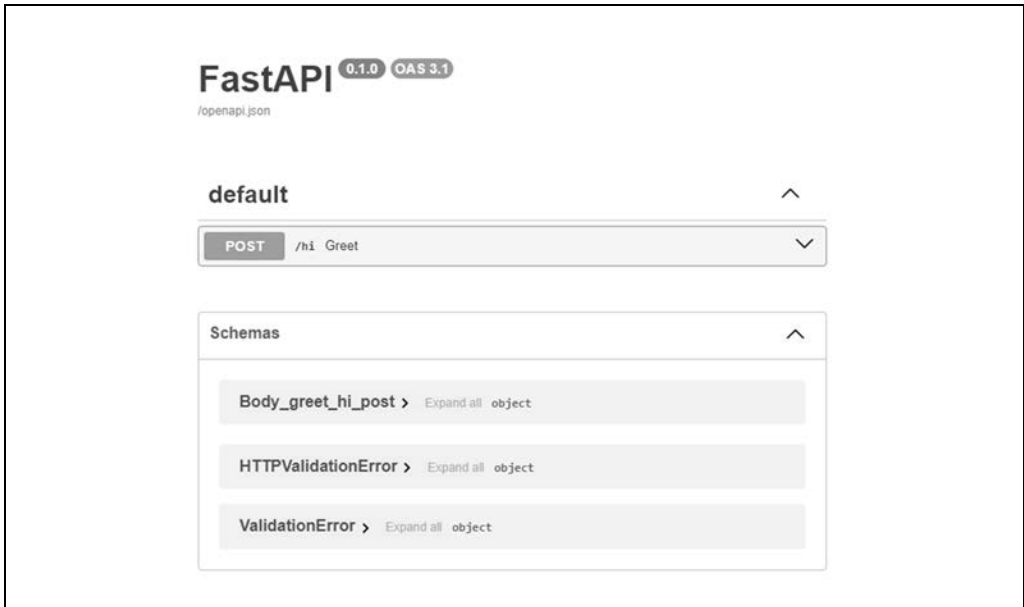 FastAPI 0.1.0 OAS 3.1
/openapi.json
default
POST /hi Greet
Schemas
Body_greet_hi_post > Expand all object
HTTPValidationError > Expand all object
ValidationError > Expand all object